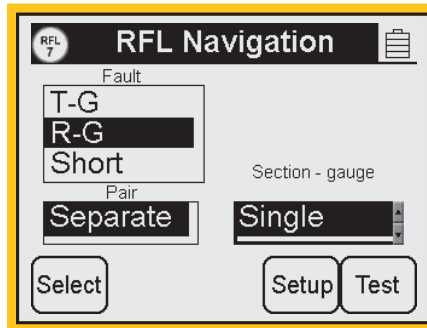 RFL
7
RFL Navigation
Fault
T-G
R-G
Short
Pair
Separate
Section - gauge
Single
Select
Setup
Test